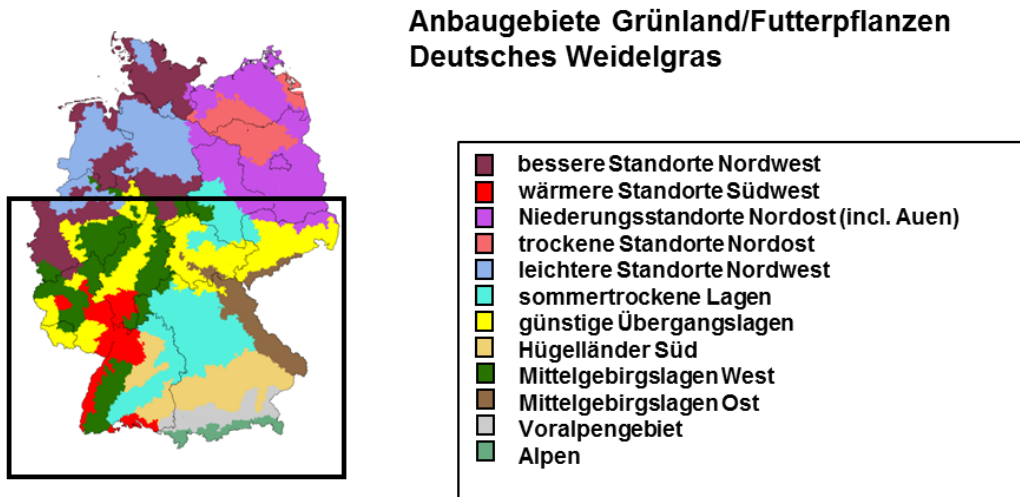 Anbaugebiete Grünland/Futterpflanzen
Deutsches Weidelgras
bessere Standorte Nordwest
wärmere Standorte Südwest
Niederungsstandorte Nordost (incl. Auen)
trockene Standorte Nordost
leichtere Standorte Nordwest
sommertrockene Lagen
günstige Übergangslagen
Hügelländer Süd
Mittelgebirgslagen West
Mittelgebirgslagen Ost
Voralpengebiet
Alpen